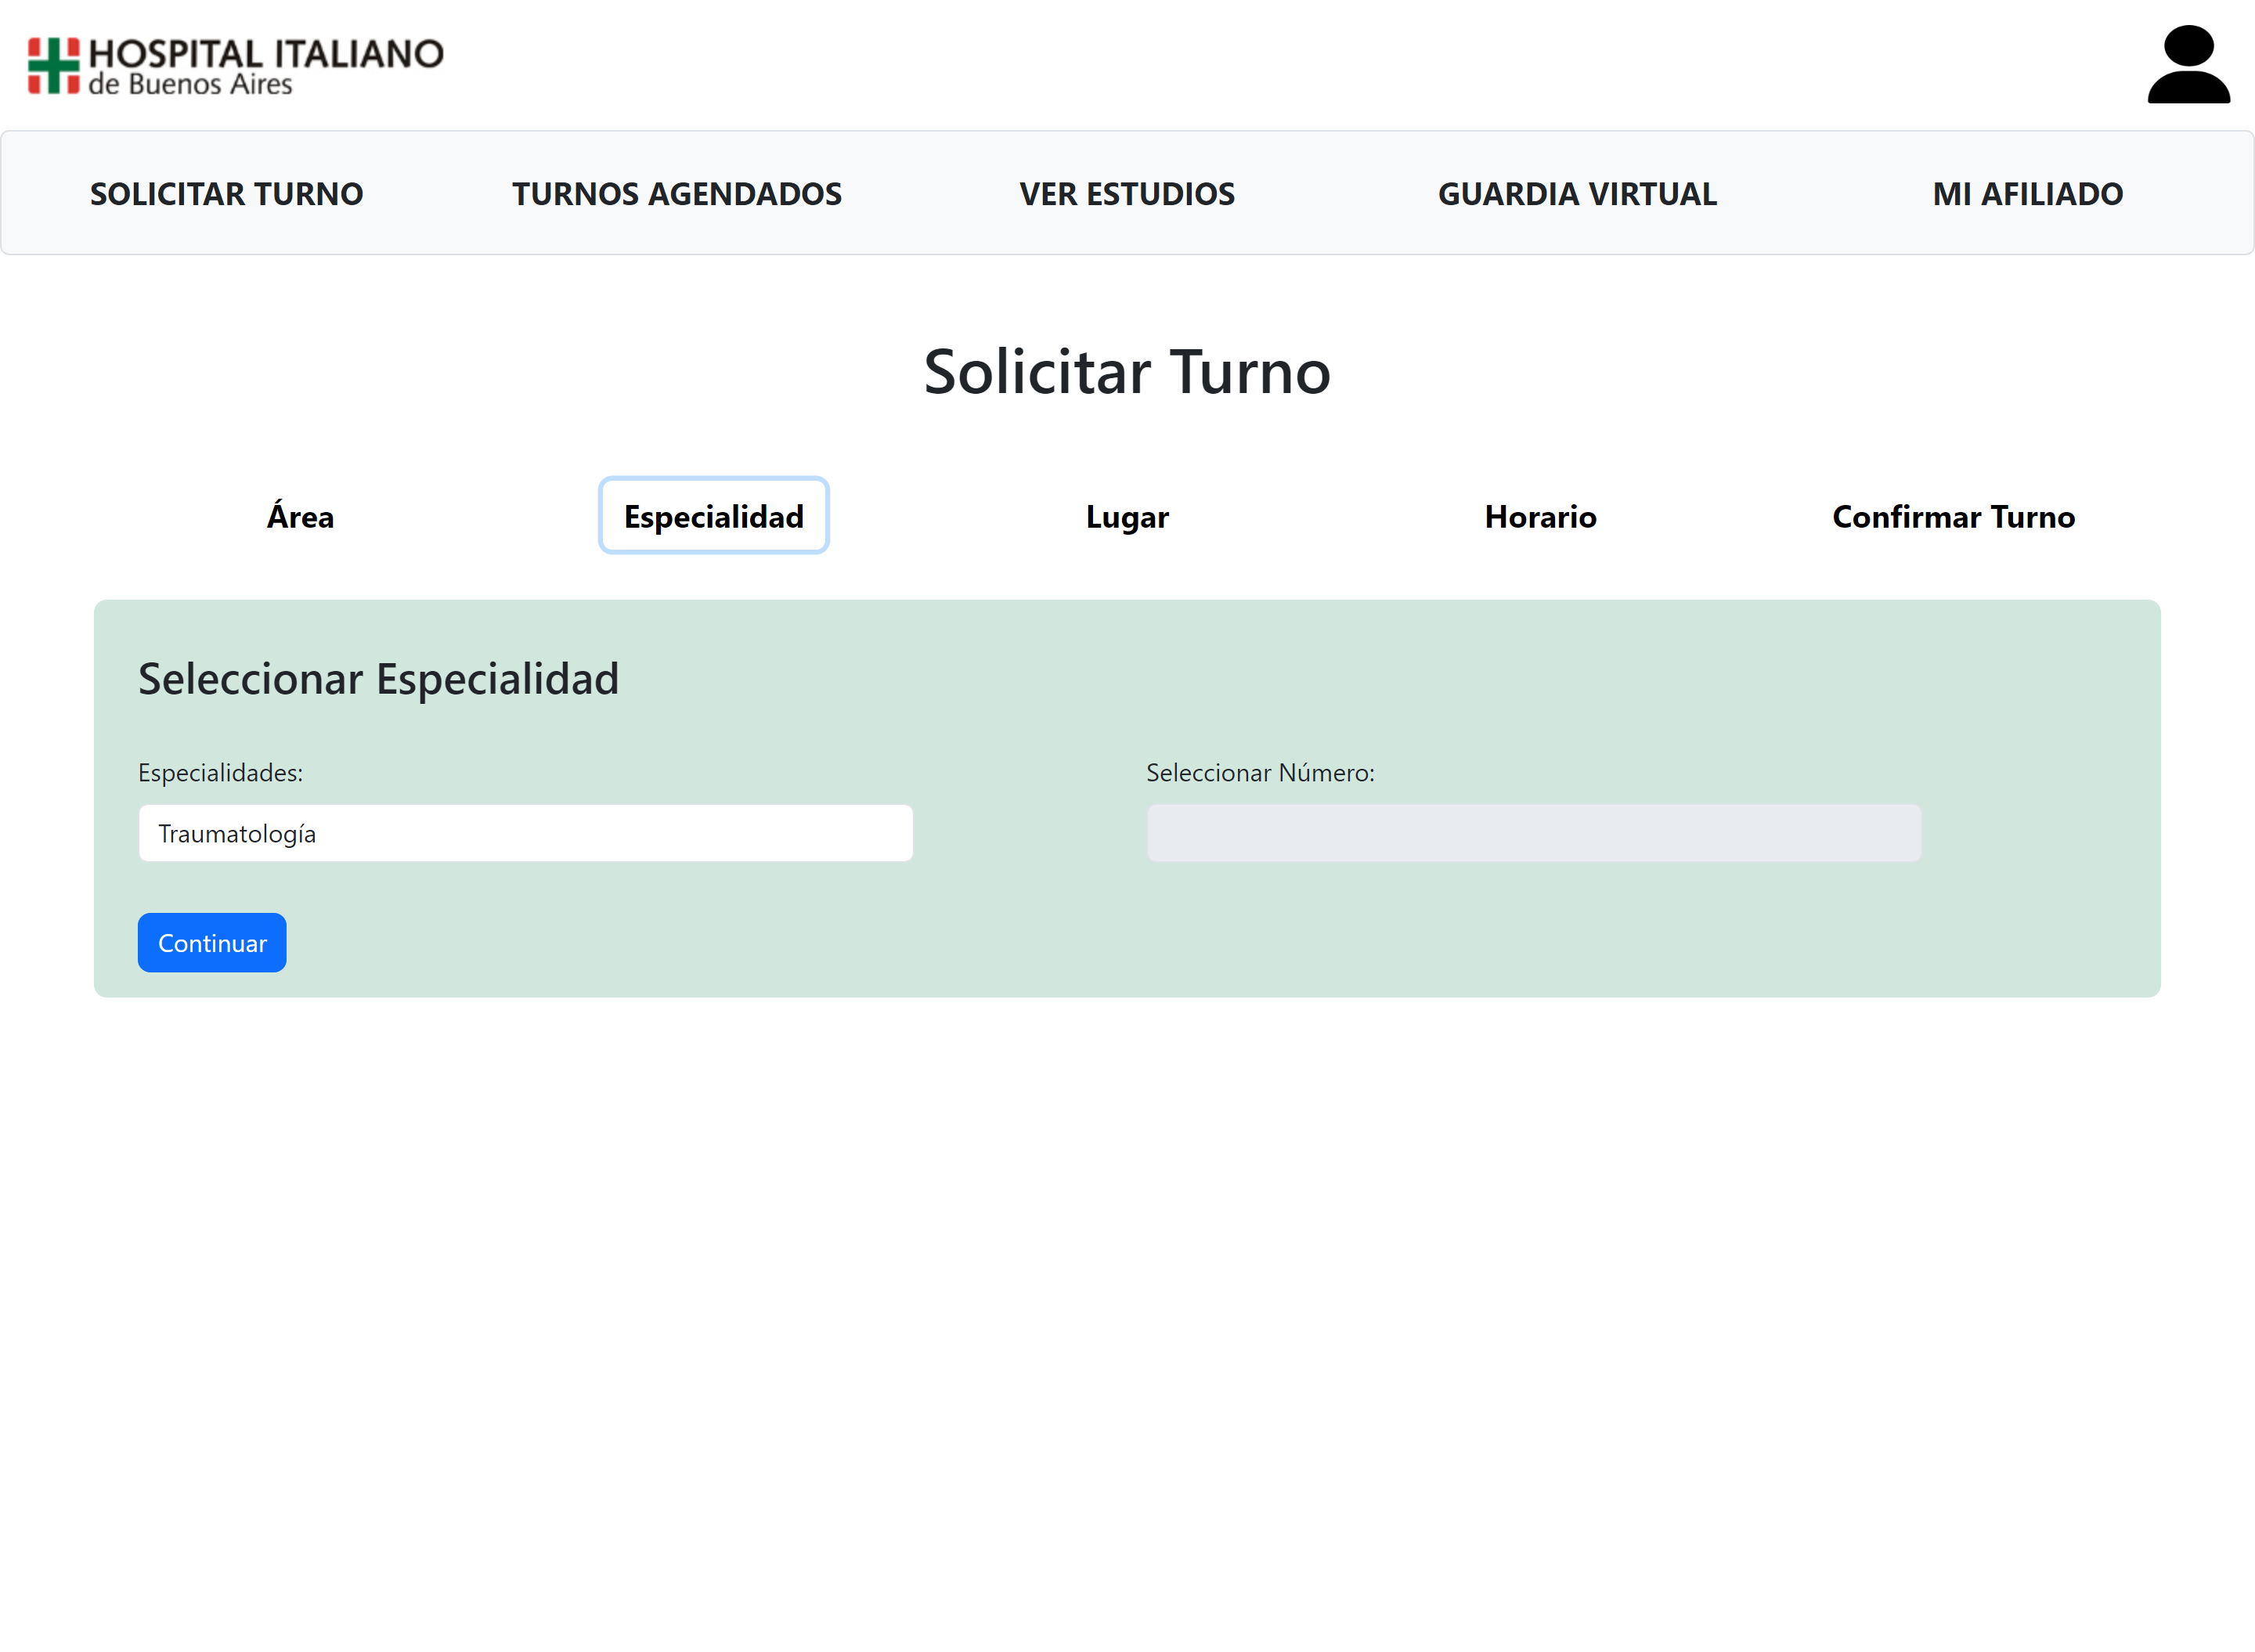 HOSPITAL ITALIANO
de Buenos Aires
SOLICITAR TURNO
TURNOS AGENDADOS
VER ESTUDIOS
GUARDIA VIRTUAL
MI AFILIADO
Solicitar Turno
Área
Especialidad
Lugar
Horario
Confirmar Turno
Seleccionar Especialidad
Especialidades:
Seleccionar Número:
Traumatología
Continuar